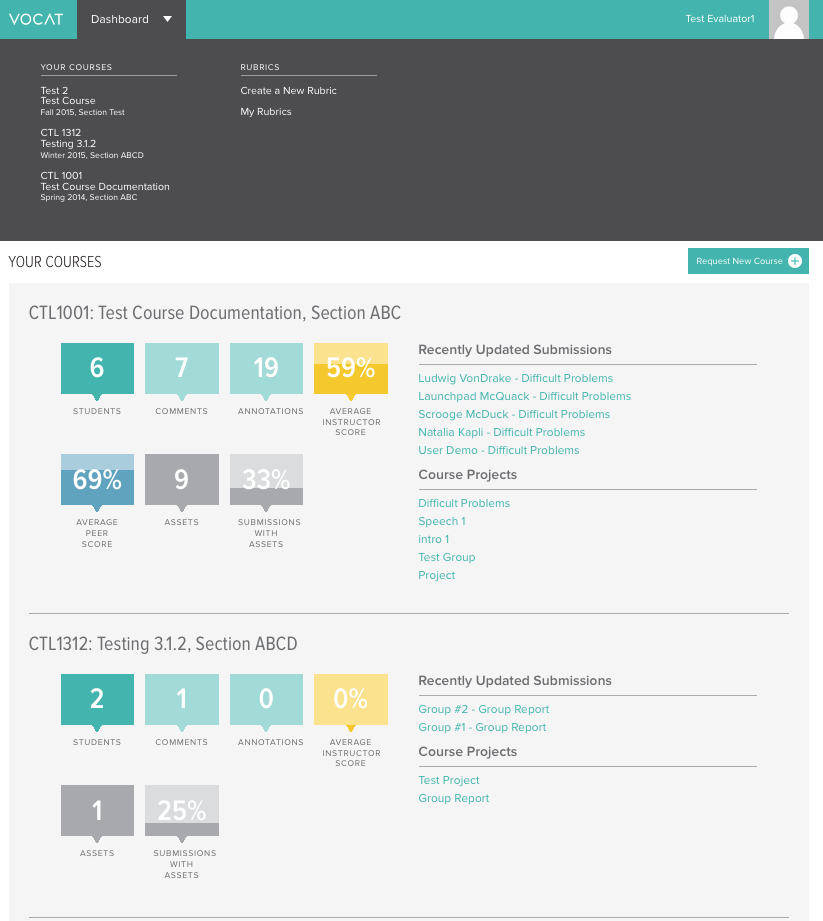 VOCAT
Dashboard
Test Evaluator1
YOUR COURSES
Test 2
Test Course
Fall 2015, Section Test
CTL 1312
Testing 3.1.2
Winter 2015, Section ABCD
CTL 1001
Test Course Documentation
Spring 2014, Section ABC
RUBRICS
Create a New Rubric
My Rubrics
YOUR COURSES
Request New Course
CTL1001: Test Course Documentation, Section ABC
6
STUDENTS
7
COMMENTS
19
ANNOTATIONS
59%
AVERAGE
INSTRUCTOR
SCORE
69%
AVERAGE
PEER
SCORE
9
ASSETS
33%
SUBMISSIONS
WITH
ASSETS
Recently Updated Submissions
Ludwig VonDrake - Difficult Problems
Launchpad McQuack - Difficult Problems
Scrooge McDuck - Difficult Problems
Natalia Kapli - Difficult Problems
User Demo - Difficult Problems
Course Projects
Difficult Problems
Speech 1
intro 1
Test Group
Project
CTL1312: Testing 3.1.2, Section ABCD
2
STUDENTS
1
COMMENTS
0
ANNOTATIONS
0%
AVERAGE
INSTRUCTOR
SCORE
1
ASSETS
25%
SUBMISSIONS
WITH
ASSETS
Recently Updated Submissions
Group #2 - Group Report
Group #1 - Group Report
Course Projects
Test Project
Group Report